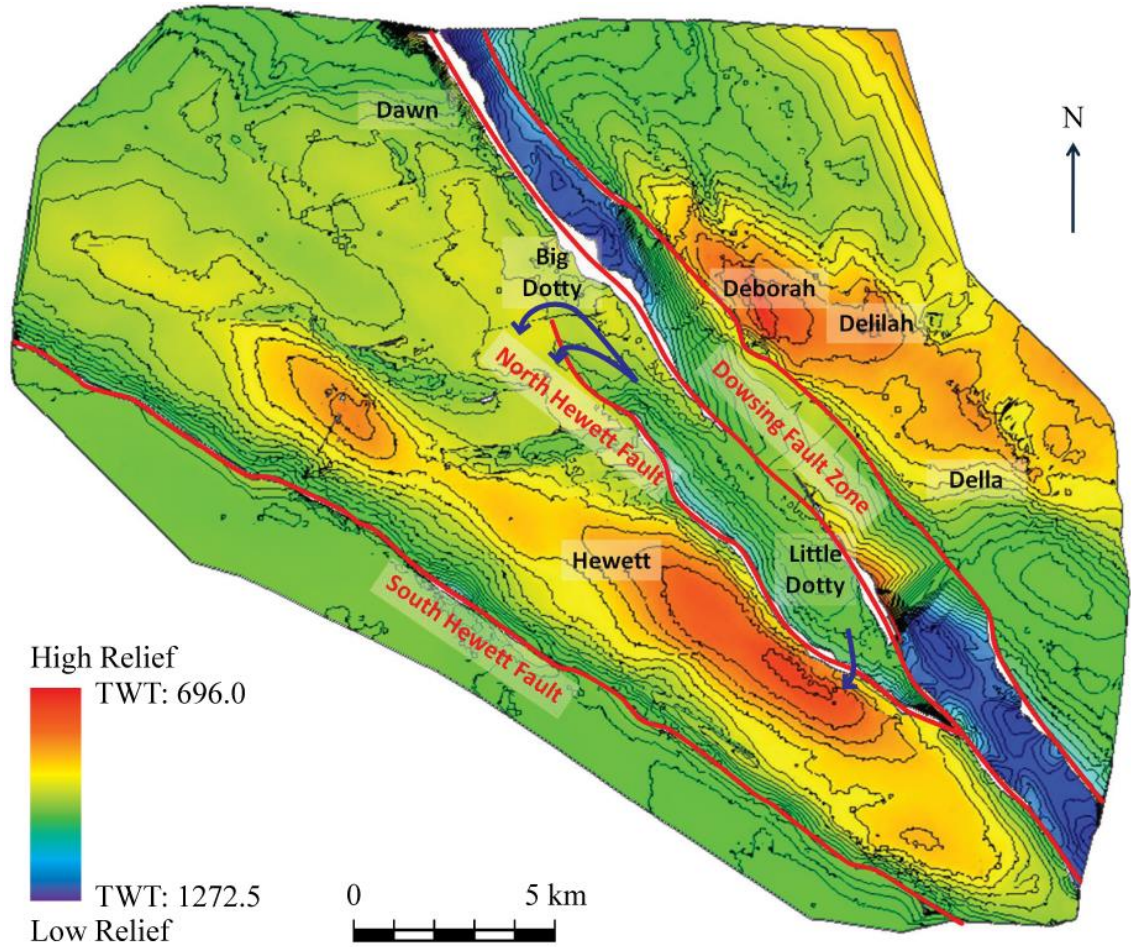 Dawn
N
Big
Dotty
Deborah
Delilah
North Hewett Fault
Dowsing Fault Zone
Della
Hewett
Little
Dotty
South Hewett Fault
High Relief
TWT: 696.0
TWT: 1272.5
Low Relief
0 5 km